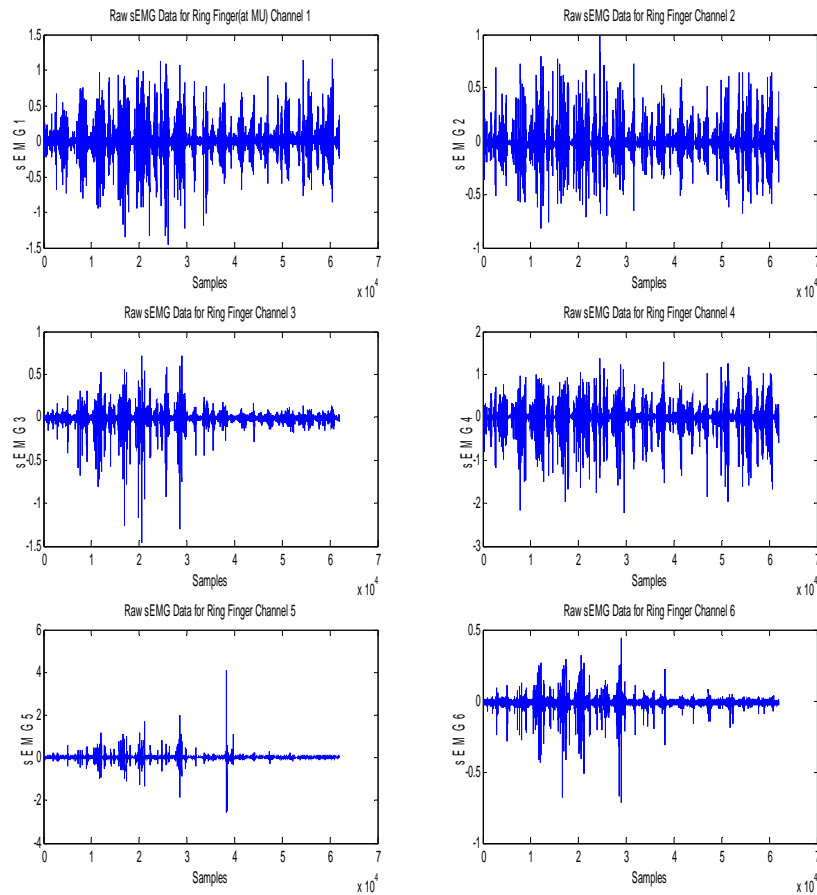 Raw sEMG Data for Ring Finger(at MU) Channel 1
1.5
1
0.5
0
-0.5
-1
-1.5
s E M G 1
0 1 2 3 4 5 6 7
Samples
x 10^4
Raw sEMG Data for Ring Finger Channel 2
1
0.5
0
-0.5
-1
s E M G 2
0 1 2 3 4 5 6 7
Samples
x 10^4
Raw sEMG Data for Ring Finger Channel 3
1
0.5
0
-0.5
-1
-1.5
s E M G 3
0 1 2 3 4 5 6 7
Samples
x 10^4
Raw sEMG Data for Ring Finger Channel 4
2
1
0
-1
-2
-3
s E M G 4
0 1 2 3 4 5 6 7
Samples
x 10^4
Raw sEMG Data for Ring Finger Channel 5
6
4
2
0
-2
-4
s E M G 5
0 1 2 3 4 5 6 7
Samples
x 10^4
Raw sEMG Data for Ring Finger Channel 6
0.5
0
-0.5
-1
s E M G 6
0 1 2 3 4 5 6 7
Samples
x 10^4